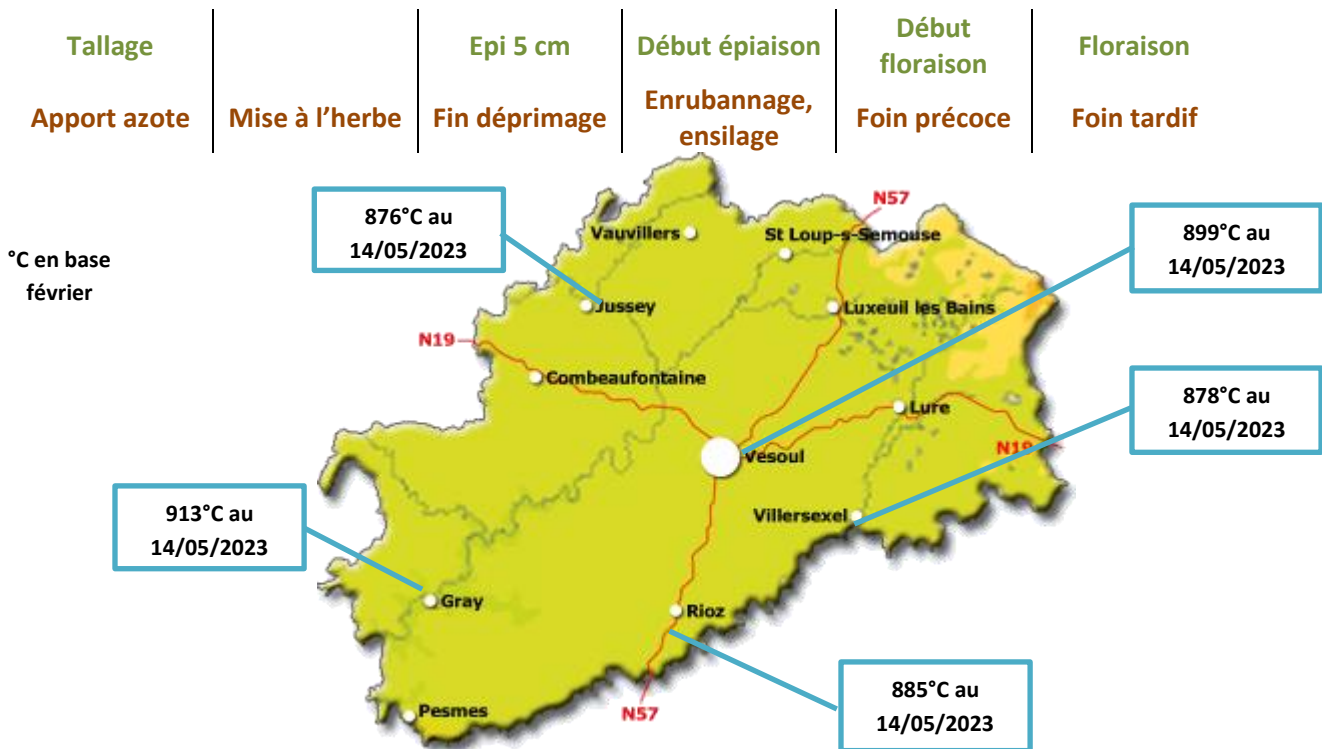 Tallage
Epi 5 cm
Début épiaison
Début
floraison
Floraison
Apport azote
Mise à l’herbe
Fin déprimage
Enrubannage,
ensilage
Foin précoce
Foin tardif
°C en base
février
876°C au
14/05/2023
899°C au
14/05/2023
878°C au
14/05/2023
913°C au
14/05/2023
885°C au
14/05/2023
N57
Vauvillers
St Loup-s-Semouse
Jussey
Luxeuil les Bains
N19
Combeaufontaine
Lure
Vesoul
N19
Villersexel
Gray
Rioz
Pesmes
N57